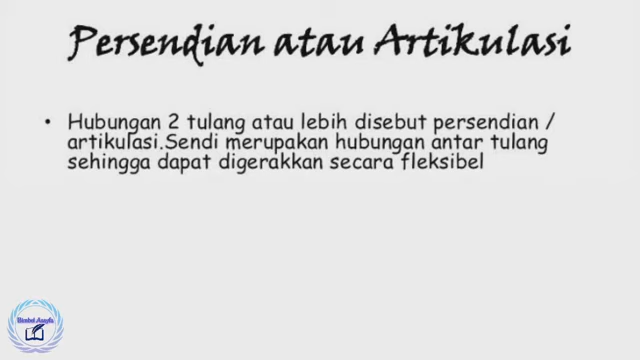 Persendian atau Artikulasi
• Hubungan 2 tulang atau lebih disebut persendian /
artikulasi.Sendi merupakan hubungan antar tulang
sehingga dapat digerakkan secara fleksibel